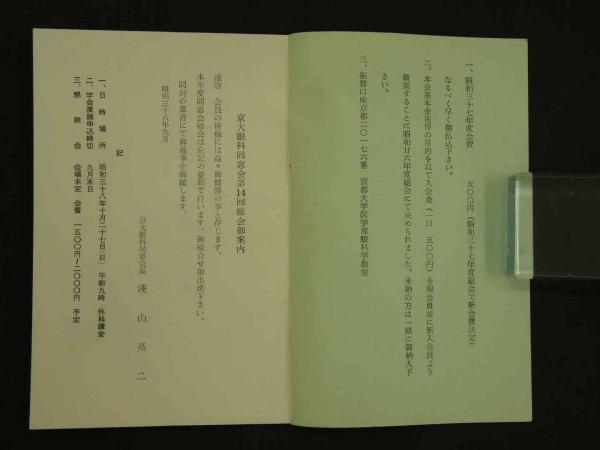 一、昭和三十七年度会費　五〇〇円（昭和三十七年度総会で新会費決定）
なるべく早く御払込下さい。
二、本会基本金獲得の目的を以て入会金（一口　五〇〇円）を現会員並に新入会員より
徴集することに昭和廿六年度総会にて決められました。未納の方は一緒に御納入下
さい。
三、振替口座京都二〇一七六番　京都大学医学部眼科学教室
京大眼科同窓会第14回総会御案内
謹啓　会員の皆様には益々御健勝の事と存じます。
本年度同窓会総会は左記の要領で行います。御繰合せ御出席下さい。
同封の葉書にて御返事を御願します。
昭和三十八年九月
京大眼科同窓会長　淺山亮二
記
一、日時場所　昭和三十八年十月二十七日（日）午前九時　外科講堂
二、学会演題申込締切　九月末日
三、懇親会　会場未定　会費　一五〇〇円／二〇〇〇円　予定